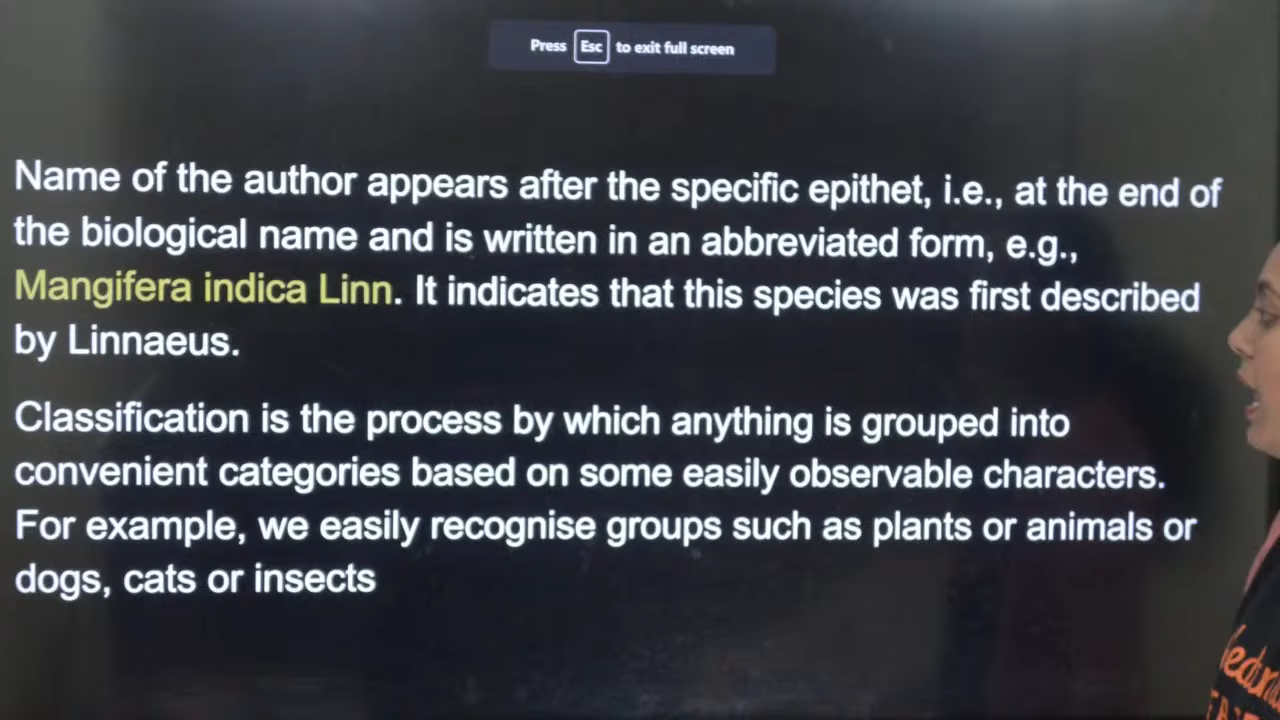 Press Esc to exit full screen
Name of the author appears after the specific epithet, i.e., at the end of
the biological name and is written in an abbreviated form, e.g.,
Mangifera indica Linn. It indicates that this species was first described
by Linnaeus.
Classification is the process by which anything is grouped into
convenient categories based on some easily observable characters.
For example, we easily recognise groups such as plants or animals or
dogs, cats or insects